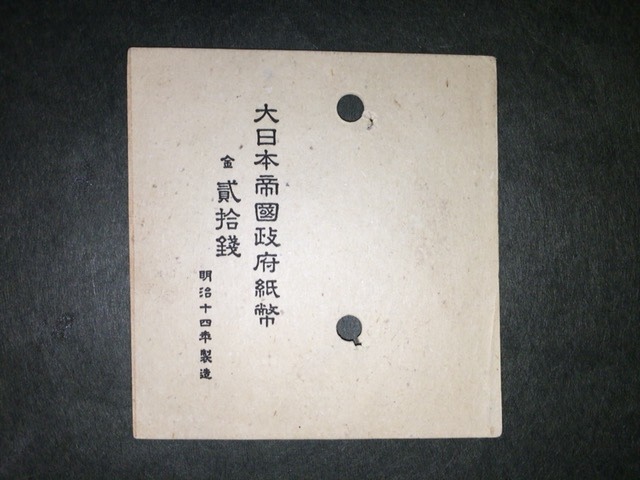 大日本帝國政府紙幣
金貳拾錢
明治十四年製造